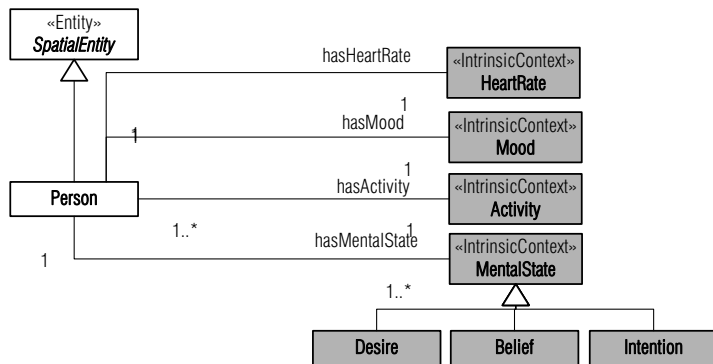 «Entity»
SpatialEntity
hasHeartRate
«IntrinsicContext»
HeartRate
1
hasMood
1
1
«IntrinsicContext»
Mood
1
Person
hasActivity
«IntrinsicContext»
Activity
1..*
1
hasMentalState
1
«IntrinsicContext»
MentalState
1..*
Desire
Belief
Intention